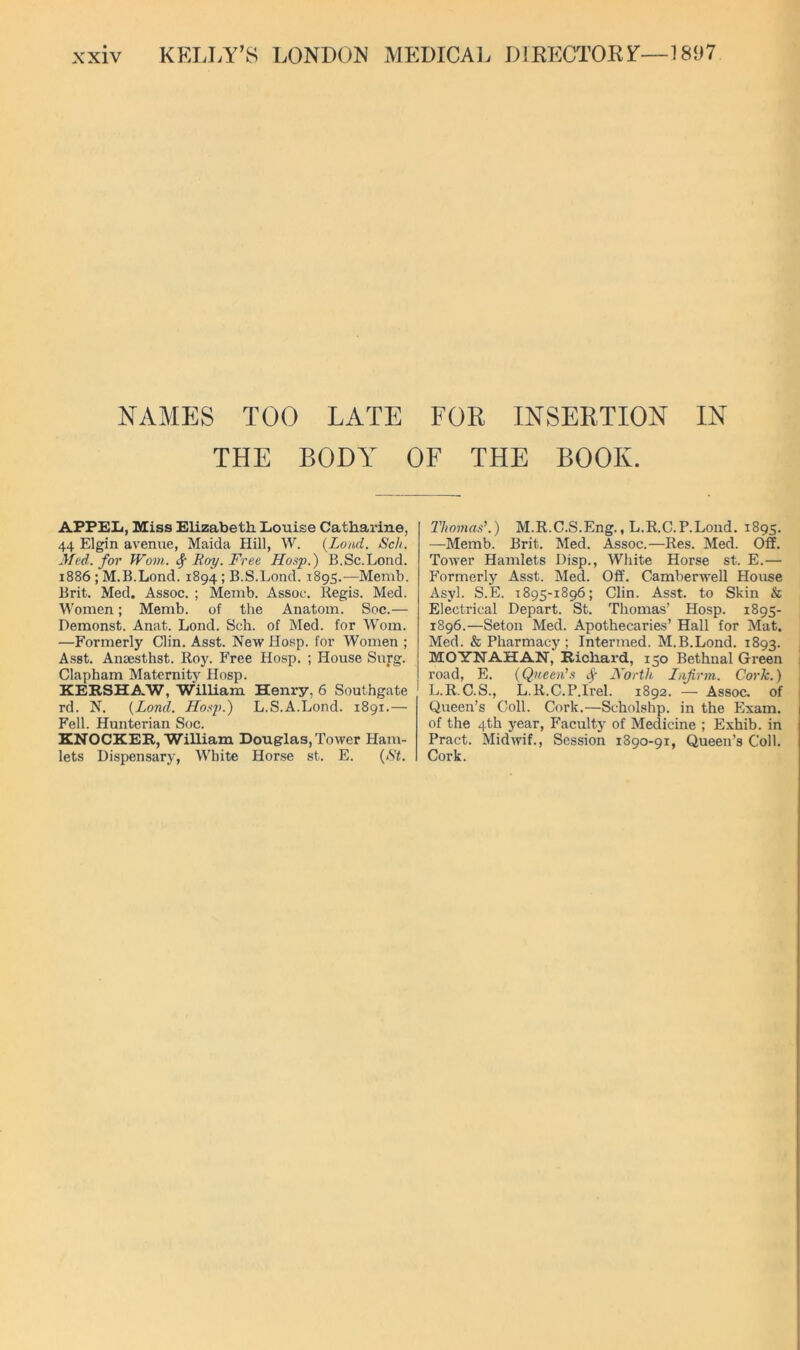 xxiv KELLY'S LONDON MEDICAL DIRECTORY—1897
NAMES TOO LATE FOR INSERTION IN
THE BODY OF THE BOOK.
APPEL, Miss Elizabeth Louise Catharine,
44 Elgin avenue, Maida Hill, W. (Lond. Sch.
Med. for Wom. & Roy. Free Hosp.) B.Sc.Lond.
1886; M.B.Lond. 1894; B.S.Lond. 1895.—Memb.
Brit. Med. Assoc.; Memb. Assoc. Regis. Med.
Women; Memb. of the Anatom. Soc.—
Demonst. Anat. Lond. Sch. of Med. for Wom.
—Formerly Clin. Asst. New Hosp. for Women;
Asst. Anæsthst. Roy. Free Hosp.; House Surg.
Clapham Maternity Hosp.
KERSHAW, William Henry, 6 Southgate
rd. N. (Lond. Hosp.) L.S.A.Lond. 1891.—
Fell. Hunterian Soc.
KNOCKER, William Douglas, Tower Ham-
lets Dispensary, White Horse st. E. (St.
Thomas'.) M.R.C.S.Eng., L.R.C.P.Lond. 1895.
—Memb. Brit. Med. Assoc.—Res. Med. Off.
Tower Hamlets Disp., White Horse st. E.—
Formerly Asst. Med. Off. Camberwell House
Asyl. S.E. 1895-1896; Clin. Asst. to Skin &
Electrical Depart. St. Thomas' Hosp. 1895-
1896.—Seton Med. Apothecaries' Hall for Mat.
Med. & Pharmacy; Intermed. M.B.Lond. 1893.
MOYNAHAN, Richard, 150 Bethnal Green
road, E. (Queen's & North Infirm. Cork.)
L.R.C.S., L.R.C.P.Irel. 1892. — Assoc. of
Queen's Coll. Cork.—Scholshp. in the Exam.
of the 4th year, Faculty of Medicine; Exhib. in
Pract. Midwif., Session 1890-91, Queen's Coll.
Cork.